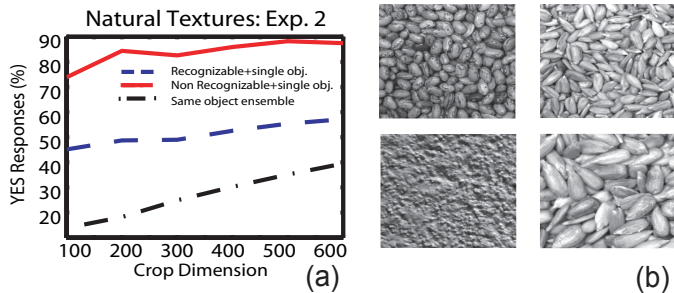 Natural Textures: Exp. 2
YES Responses (%)
90
80
70
60
50
40
30
20
Recognizable+single obj.
Non Recognizable+single obj.
Same object ensemble
100 200 300 400 500 600
Crop Dimension
(a)
(b)